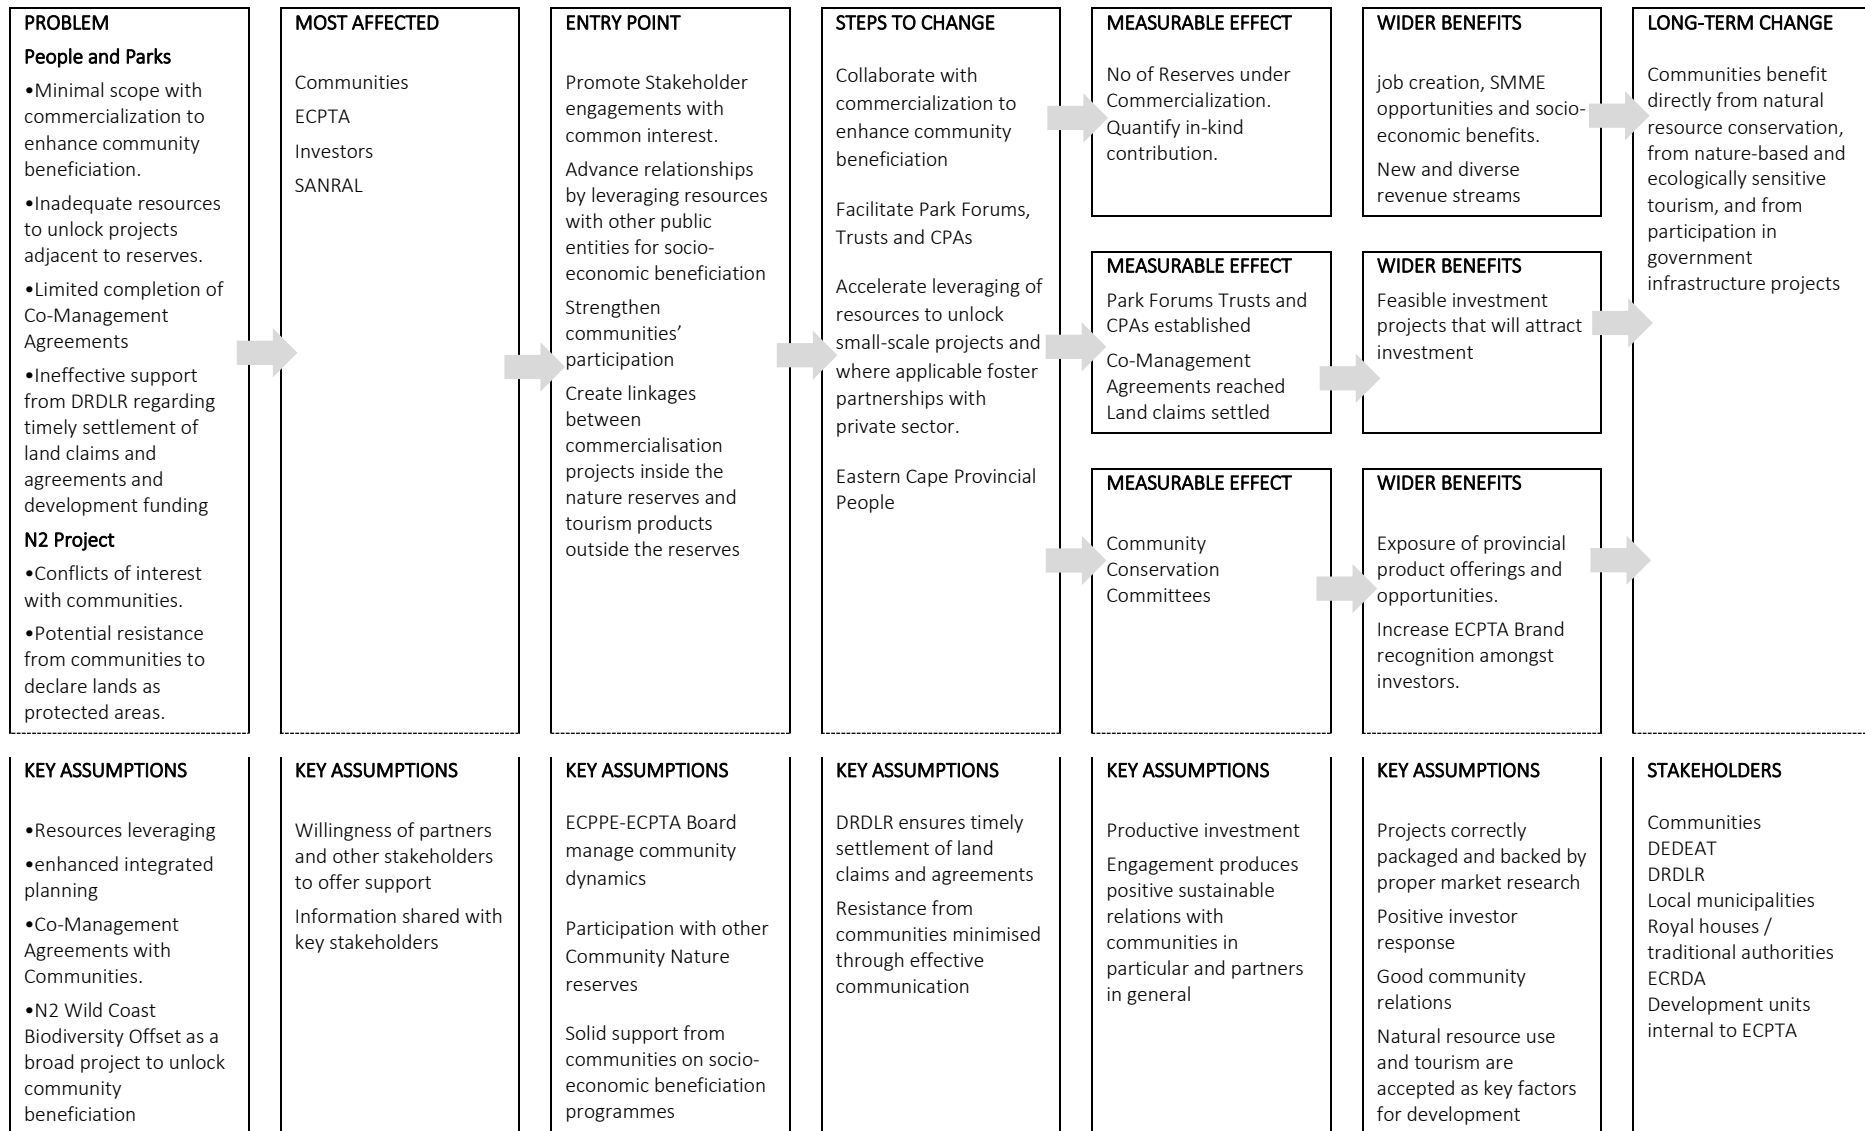 PROBLEM
People and Parks
•Minimal scope with
commercialization to
enhance community
beneficiation.
•Inadequate resources
to unlock projects
adjacent to reserves.
•Limited completion of
Co-Management
Agreements
•Ineffective support
from DRDLR regarding
timely settlement of
land claims and
agreements and
development funding
N2 Project
•Conflicts of interest
with communities.
•Potential resistance
from communities to
declare lands as
protected areas.
MOST AFFECTED
Communities
ECPTA
Investors
SANRAL
ENTRY POINT
Promote Stakeholder
engagements with
common interest.
Advance relationships
by leveraging resources
with other public
entities for socio-
economic beneficiation
Strengthen
communities’
participation
Create linkages
between
commercialisation
projects inside the
nature reserves and
tourism products
outside the reserves
STEPS TO CHANGE
Collaborate with
commercialization to
enhance community
beneficiation
Facilitate Park Forums,
Trusts and CPAs
Accelerate leveraging of
resources to unlock
small-scale projects and
where applicable foster
partnerships with
private sector.
Eastern Cape Provincial
People
MEASURABLE EFFECT
No of Reserves under
Commercialization.
Quantify in-kind
contribution.
MEASURABLE EFFECT
Park Forums Trusts and
CPAs established
Co-Management
Agreements reached
Land claims settled
MEASURABLE EFFECT
Community
Conservation
Committees
WIDER BENEFITS
job creation, SMME
opportunities and socio-
economic benefits.
New and diverse
revenue streams
WIDER BENEFITS
Feasible investment
projects that will attract
investment
WIDER BENEFITS
Exposure of provincial
product offerings and
opportunities.
Increase ECPTA Brand
recognition amongst
investors.
LONG-TERM CHANGE
Communities benefit
directly from natural
resource conservation,
from nature-based and
ecologically sensitive
tourism, and from
participation in
government
infrastructure projects
KEY ASSUMPTIONS
•Resources leveraging
•enhanced integrated
planning
•Co-Management
Agreements with
Communities.
•N2 Wild Coast
Biodiversity Offset as a
broad project to unlock
community
beneficiation
KEY ASSUMPTIONS
Willingness of partners
and other stakeholders
to offer support
Information shared with
key stakeholders
KEY ASSUMPTIONS
ECPPE-ECPTA Board
manage community
dynamics
Participation with other
Community Nature
reserves
Solid support from
communities on socio-
economic beneficiation
programmes
KEY ASSUMPTIONS
DRDLR ensures timely
settlement of land
claims and agreements
Resistance from
communities minimised
through effective
communication
KEY ASSUMPTIONS
Productive investment
Engagement produces
positive sustainable
relations with
communities in
particular and partners
in general
KEY ASSUMPTIONS
Projects correctly
packaged and backed by
proper market research
Positive investor
response
Good community
relations
Natural resource use
and tourism are
accepted as key factors
for development
STAKEHOLDERS
Communities
DEDEAT
DRDLR
Local municipalities
Royal houses /
traditional authorities
ECRDA
Development units
internal to ECPTA